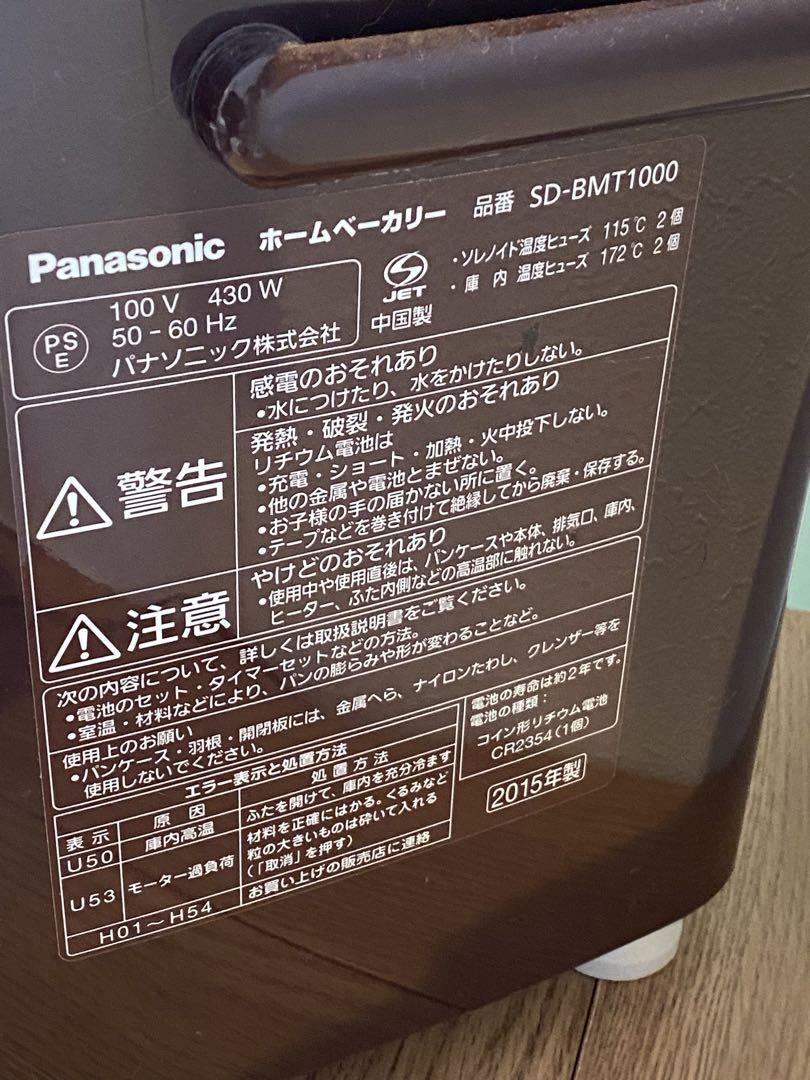 Panasonic ホームベーカリー 品番 SD-BMT1000
PS
E
100 V 430 W
50 - 60 Hz
パナソニック株式会社
S
JET
中国製
・ソレノイド温度ヒューズ 115℃ 2個
・庫 内 温度ヒューズ 172℃ 2個
警告
感電のおそれあり
●水につけたり、水をかけたりしない。
発熱・破裂・発火のおそれあり
リチウム電池は
●充電・ショート・加熱・火中投下しない。
●他の金属や電池とまぜない。
●お子様の手の届かない所に置く。
●テープなどを巻き付けて絶縁してから廃棄・保存する。
注意
やけどのおそれあり
●使用中や使用直後は、パンケースや本体、排気口、庫内、
ヒーター、ふた内側などの高温部に触れない。
次の内容について、詳しくは取扱説明書をご覧ください。
●電池のセット・タイマーセットなどの方法。
●室温・材料などにより、パンの膨らみや形が変わることなど。
使用上のお願い
●パンケース・羽根・開閉板には、金属へら、ナイロンたわし、クレンザー等を
使用しないでください。
エラー表示と処置方法
表示 原因 処置方法
U50 庫内高温 ふたを開けて、庫内を充分冷ます
U53 モーター過負荷 材料を正確にはかる。くるみなど
粒の大きいものは砕いて入れる
(「取消」を押す)
H01〜H54 お買い上げの販売店に連絡
電池の寿命は約2年です。
電池の種類：
コイン形リチウム電池
CR2354(1個)
2015年製